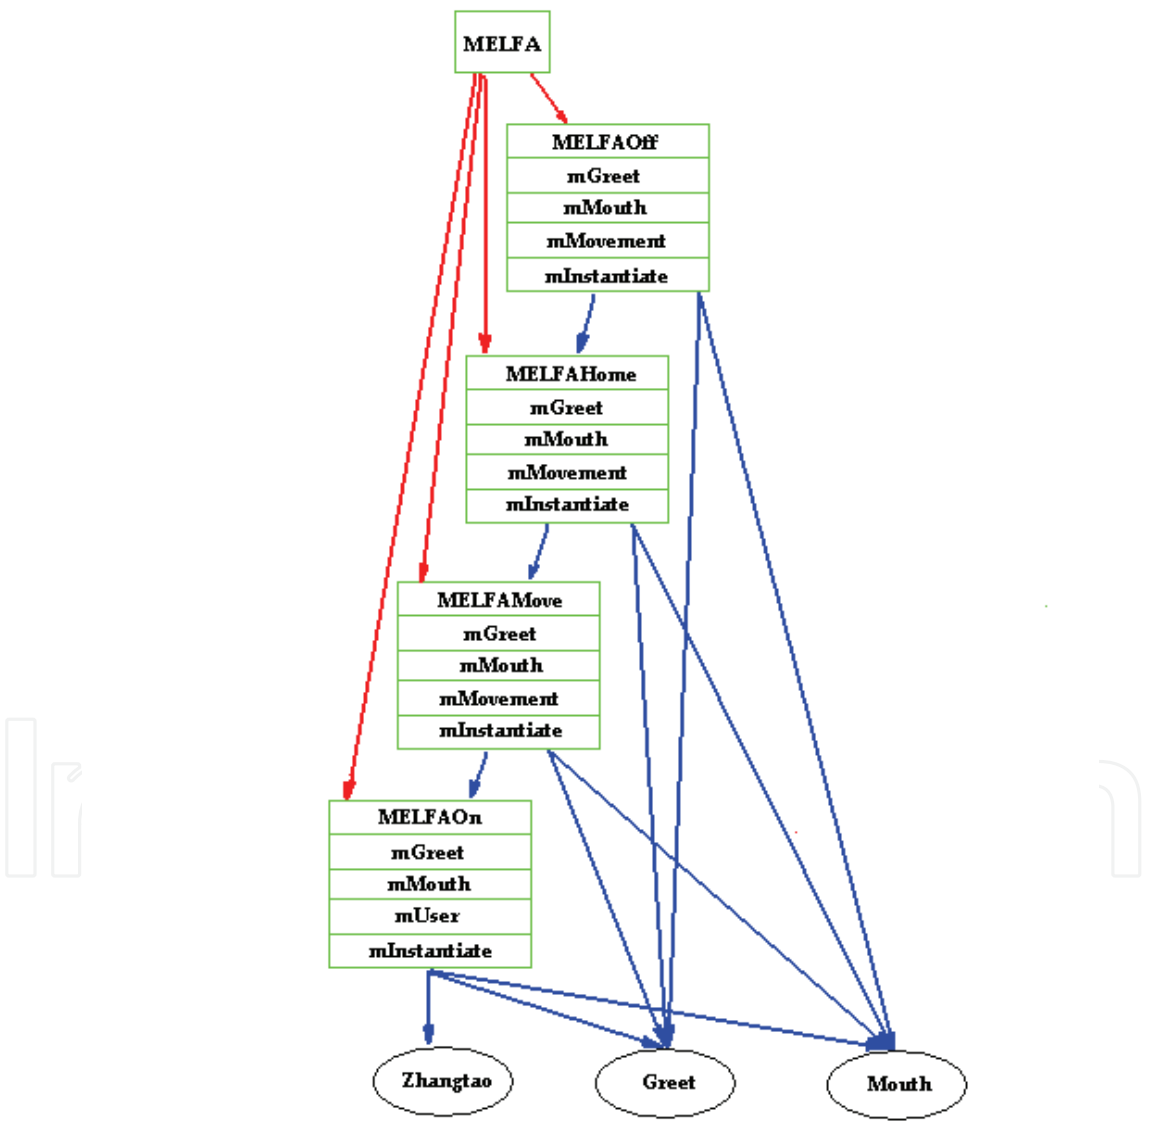 MELFA
MELFAOff
mGreet
mMouth
mMovement
mInstantiate
MELFAHome
mGreet
mMouth
mMovement
mInstantiate
MELFAMove
mGreet
mMouth
mMovement
mInstantiate
MELFAOn
mGreet
mMouth
mUser
mInstantiate
Zhangtao
Greet
Mouth